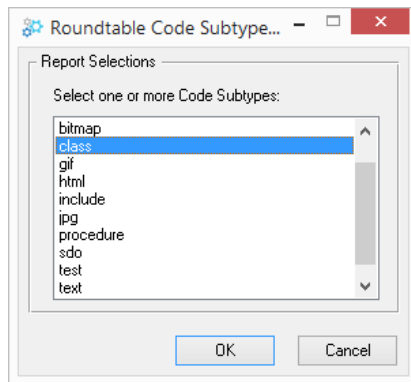 Roundtable Code Subtype...
Report Selections
Select one or more Code Subtypes:
bitmap
class
gif
html
include
jpg
procedure
sdo
test
text
OK Cancel